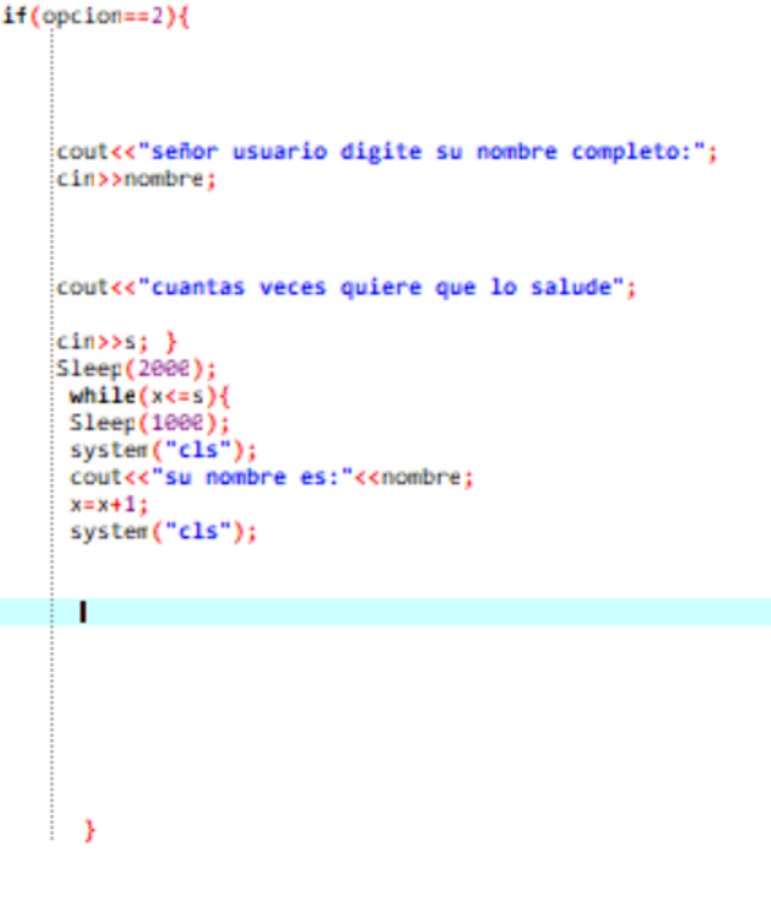 if(opcion==2){
cout<<"señor usuario digite su nombre completo:";
cin>>nombre;
cout<<"cuantas veces quiere que lo salude";
cin>>s; }
Sleep(2000);
while(x<=s){
Sleep(1000);
system("cls");
cout<<"su nombre es:"<<nombre;
x=x+1;
system("cls");
}